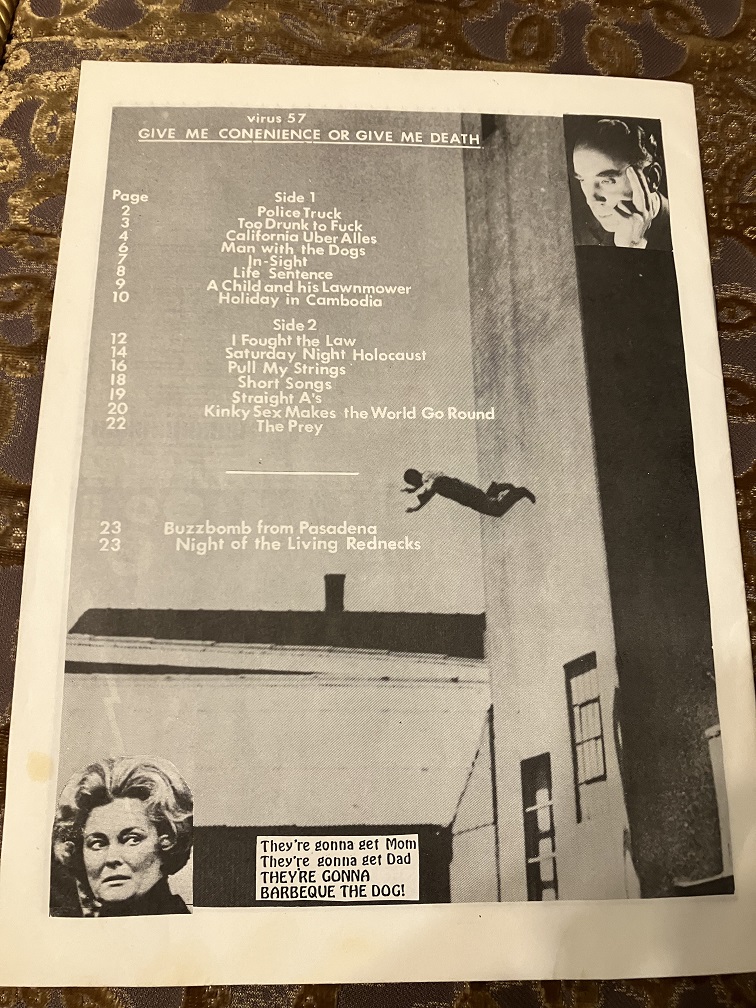 virus 57
GIVE ME CONENIENCE OR GIVE ME DEATH
Page Side 1
2 Police Truck
3 Too Drunk to Fuck
4 California Uber Alles
6 Man with the Dogs
7 In-Sight
8 Life Sentence
9 A Child and his Lawnmower
10 Holiday in Cambodia
Side 2
12 I Fought the Law
14 Saturday Night Holocaust
16 Pull My Strings
18 Short Songs
19 Straight A's
20 Kinky Sex Makes the World Go Round
22 The Prey
23 Buzzbomb from Pasadena
23 Night of the Living Rednecks
They're gonna get Mom
They're gonna get Dad
THEY'RE GONNA
BARBEQUE THE DOG!